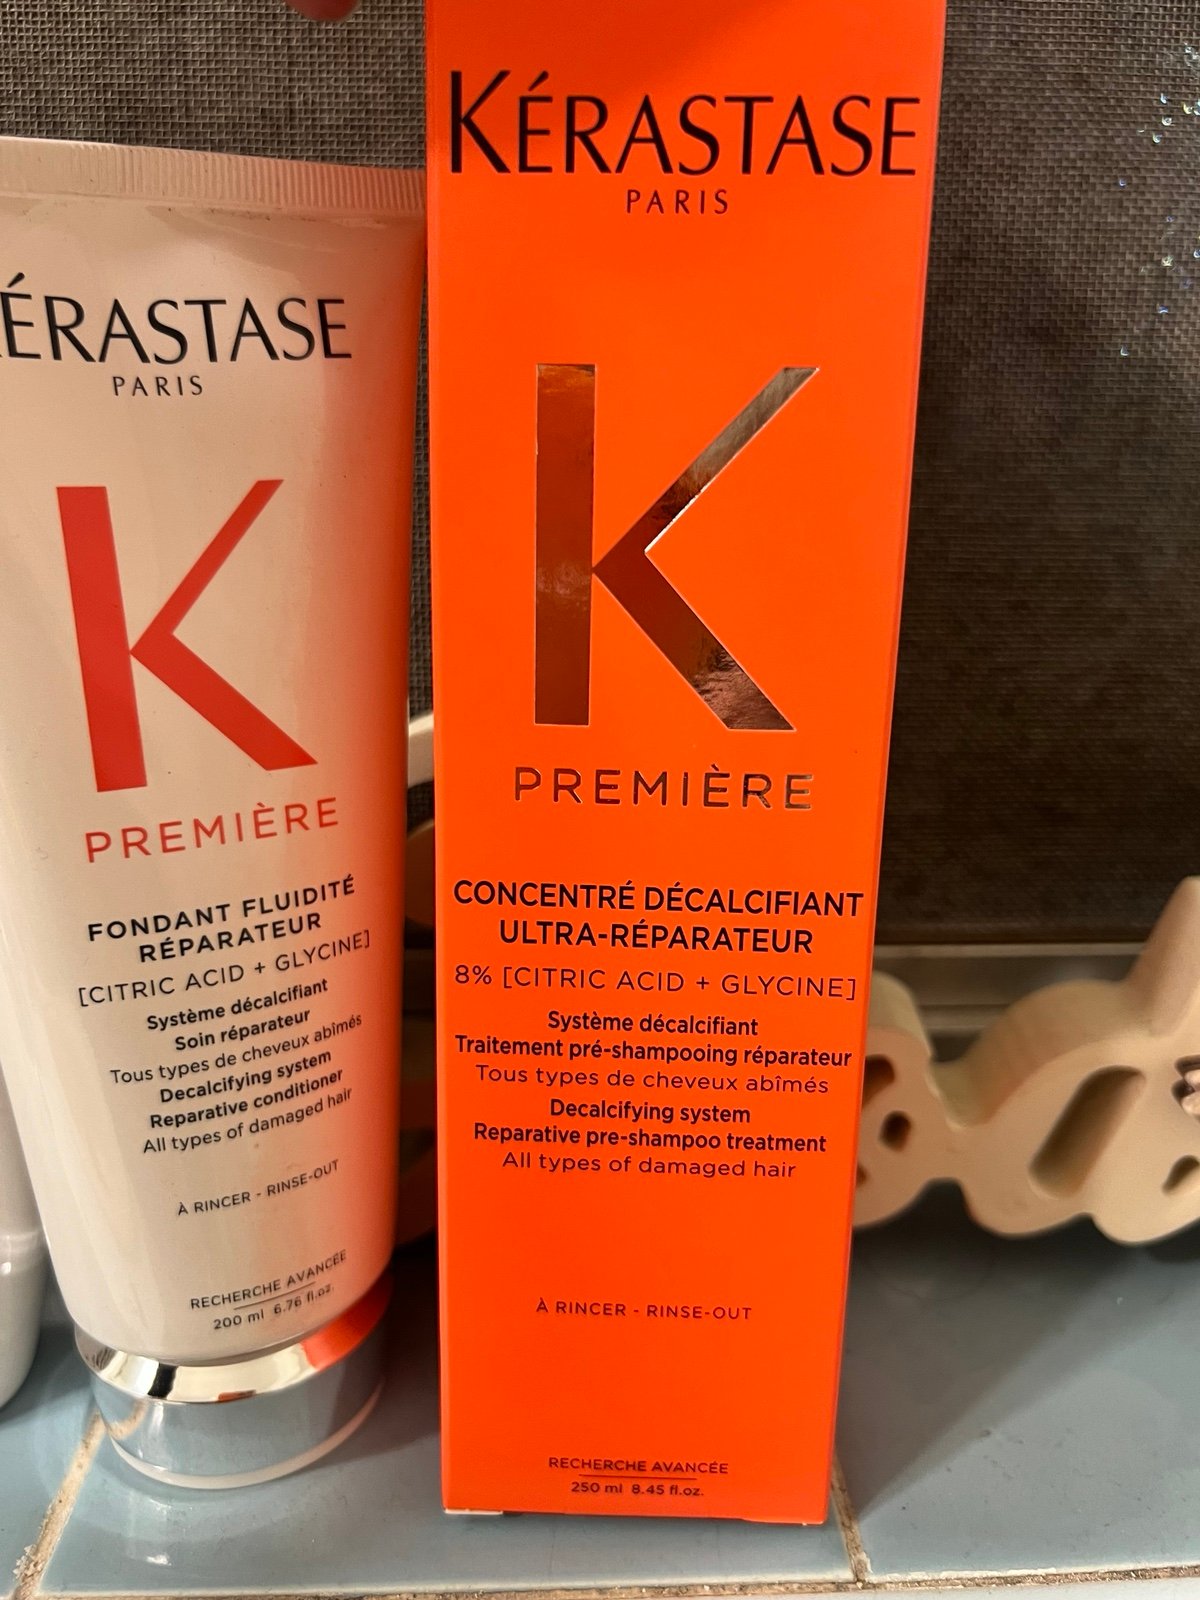 ÉRASTASE
PARIS
K
PREMIÈRE
FONDANT FLUIDITÉ
RÉPARATEUR
[CITRIC ACID + GLYCINE]
Système décalcifiant
Soin réparateur
Tous types de cheveux abîmés
Decalcifying system
Reparative conditioner
All types of damaged hair
À RINCER - RINSE-OUT
RECHERCHE AVANCÉE
200 ml 6.76 fl.oz.
KÉRASTASE
PARIS
K
PREMIÈRE
CONCENTRÉ DÉCALCIFIANT
ULTRA-RÉPARATEUR
8% [CITRIC ACID + GLYCINE]
Système décalcifiant
Traitement pré-shampooing réparateur
Tous types de cheveux abîmés
Decalcifying system
Reparative pre-shampoo treatment
All types of damaged hair
À RINCER - RINSE-OUT
RECHERCHE AVANCÉE
250 ml 8.45 fl.oz.